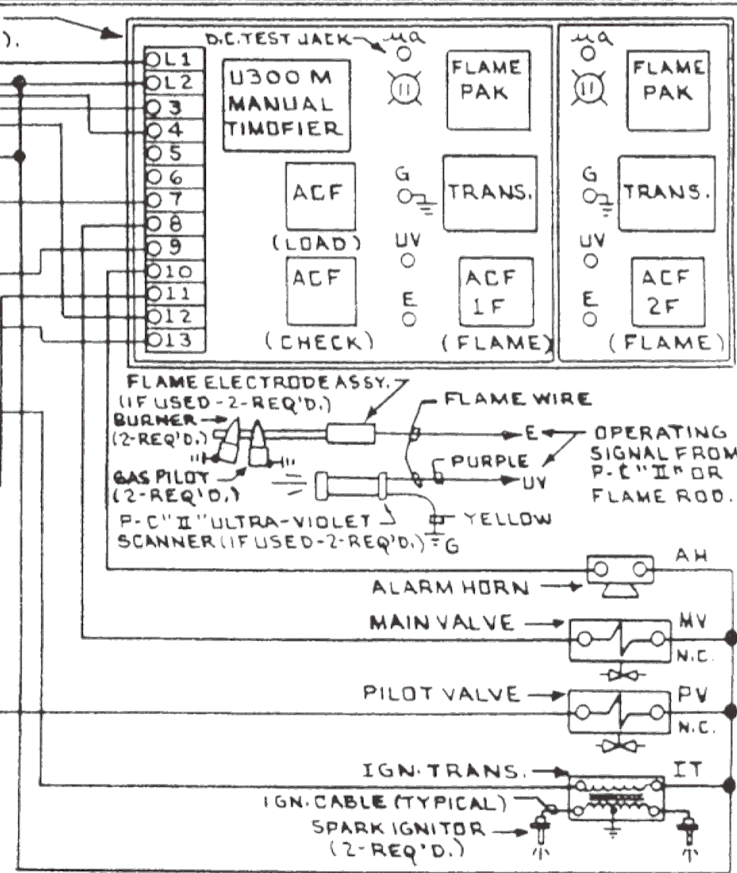 ).
D.C. TEST JACK
µa
µa
L1
L2
3
4
5
6
7
8
9
10
11
12
13
U300M
MANUAL
TIMOFIER
FLAME
PAK
FLAME
PAK
ACF
(LOAD)
G
TRANS.
G
TRANS.
UV
UV
ACF
(CHECK)
E
ACF
1F
(FLAME)
E
ACF
2F
(FLAME)
FLAME ELECTRODE ASSY.
(IF USED-2-REQ'D.)
BURNER
(2-REQ'D.)
FLAME WIRE
E
OPERATING
SIGNAL FROM
P-C "II" OR
FLAME ROD.
GAS PILOT
(2-REQ'D.)
PURPLE
UV
P-C "II" ULTRA-VIOLET
SCANNER (IF USED-2-REQ'D.)
YELLOW
G
AH
ALARM HORN
MAIN VALVE
MV
N.C.
PILOT VALVE
PV
N.C.
IGN. TRANS.
IT
IGN. CABLE (TYPICAL)
SPARK IGNITOR
(2-REQ'D.)